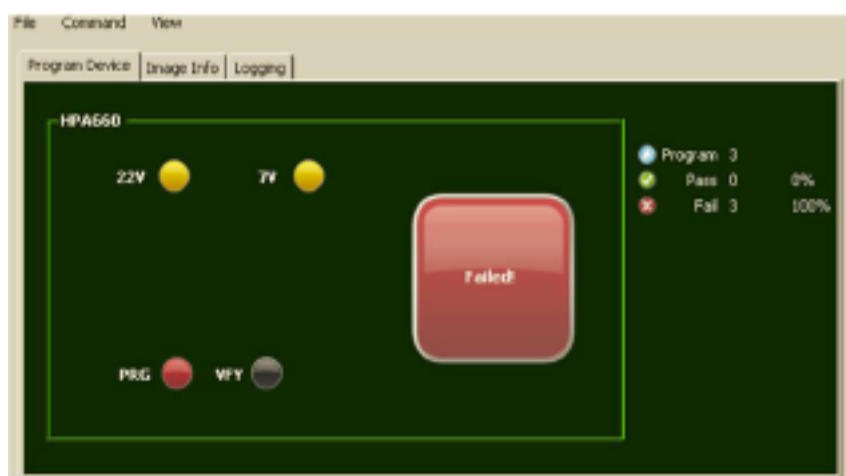 File Command View
Program Device Image Info Logging
HPA660
22V 7V
Program 3
Pass 0 0%
Fail 3 100%
Failed!
PRG VFY